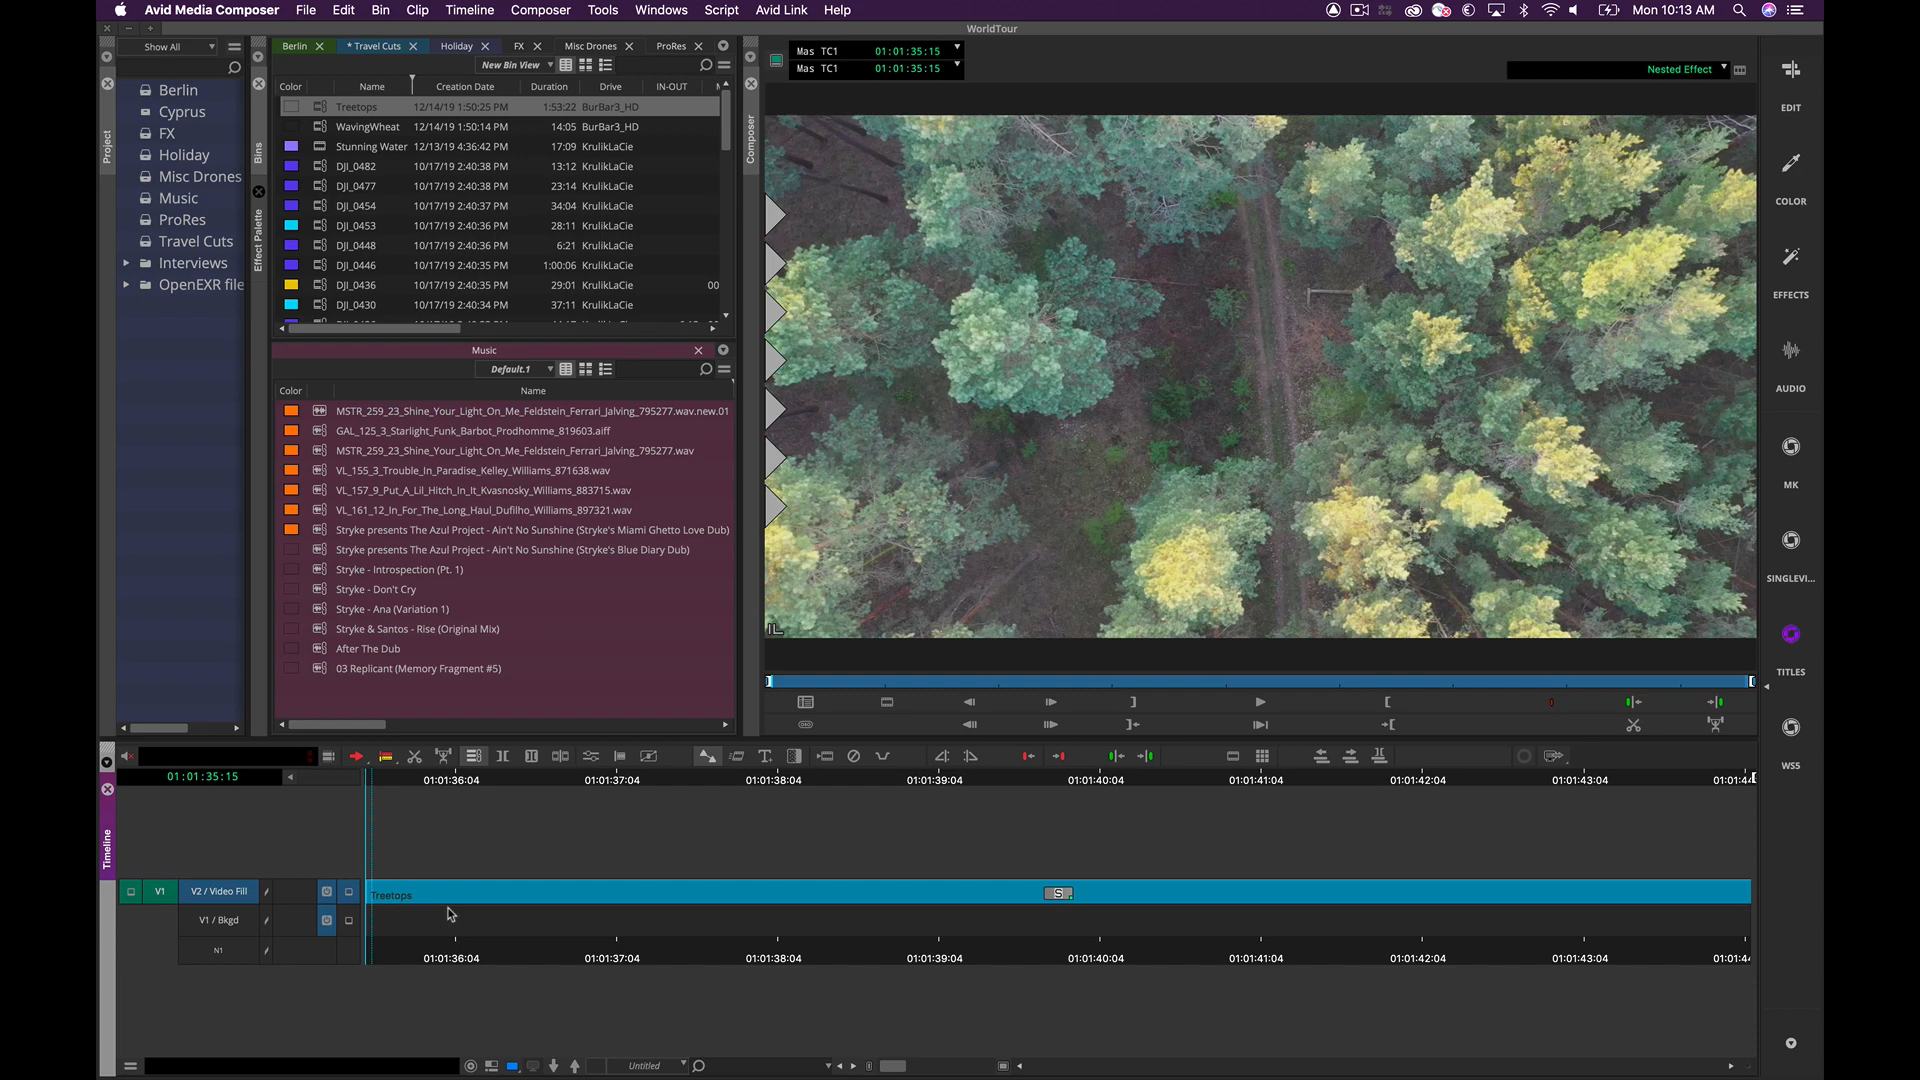 Avid Media Composer File Edit Bin Clip Timeline Composer Tools Windows Script Avid Link Help Mon 10:13 AM
WorldTour
Show All
Berlin
Cyprus
FX
Holiday
Misc Drones
Music
ProRes
Travel Cuts
Interviews
OpenEXR file
Project
Bins
Effect Palette
Berlin * Travel Cuts Holiday FX Misc Drones ProRes
New Bin View
Color Name Creation Date Duration Drive IN-OUT
Treetops 12/14/19 1:50:25 PM 1:53:22 BurBar3_HD
WavingWheat 12/14/19 1:50:14 PM 14:05 BurBar3_HD
Stunning Water 12/13/19 4:36:42 PM 17:09 KrulikLaCie
DJI_0482 10/17/19 2:40:38 PM 13:12 KrulikLaCie
DJI_0477 10/17/19 2:40:38 PM 23:14 KrulikLaCie
DJI_0454 10/17/19 2:40:37 PM 34:04 KrulikLaCie
DJI_0453 10/17/19 2:40:36 PM 28:11 KrulikLaCie
DJI_0448 10/17/19 2:40:36 PM 6:21 KrulikLaCie
DJI_0446 10/17/19 2:40:35 PM 1:00:06 KrulikLaCie
DJI_0436 10/17/19 2:40:35 PM 29:01 KrulikLaCie 00
DJI_0430 10/17/19 2:40:34 PM 37:11 KrulikLaCie
Music
Default.1
Color Name
MSTR_259_23_Shine_Your_Light_On_Me_Feldstein_Ferrari_Jalving_795277.wav.new.01
GAL_125_3_Starlight_Funk_Barbot_Prodhomme_819603.aiff
MSTR_259_23_Shine_Your_Light_On_Me_Feldstein_Ferrari_Jalving_795277.wav
VL_155_3_Trouble_In_Paradise_Kelley_Williams_871638.wav
VL_157_9_Put_A_Lil_Hitch_In_It_Kvasnosky_Williams_883715.wav
VL_161_12_In_For_The_Long_Haul_Dufilho_Williams_897321.wav
Stryke presents The Azul Project - Ain't No Sunshine (Stryke's Miami Ghetto Love Dub)
Stryke presents The Azul Project - Ain't No Sunshine (Stryke's Blue Diary Dub)
Stryke - Introspection (Pt. 1)
Stryke - Don't Cry
Stryke - Ana (Variation 1)
Stryke & Santos - Rise (Original Mix)
After The Dub
03 Replicant (Memory Fragment #5)
Composer
Mas TC1 01:01:35:15
Mas TC1 01:01:35:15
Nested Effect
EDIT
COLOR
EFFECTS
AUDIO
MK
SINGLEVI...
TITLES
WS5
01:01:35:15
01:01:36:04 01:01:37:04 01:01:38:04 01:01:39:04 01:01:40:04 01:01:41:04 01:01:42:04 01:01:43:04 01:01:4
Timeline
V1 V2 / Video Fill Treetops S
V1 / Bkgd
N1
01:01:36:04 01:01:37:04 01:01:38:04 01:01:39:04 01:01:40:04 01:01:41:04 01:01:42:04 01:01:43:04 01:01:4
Untitled